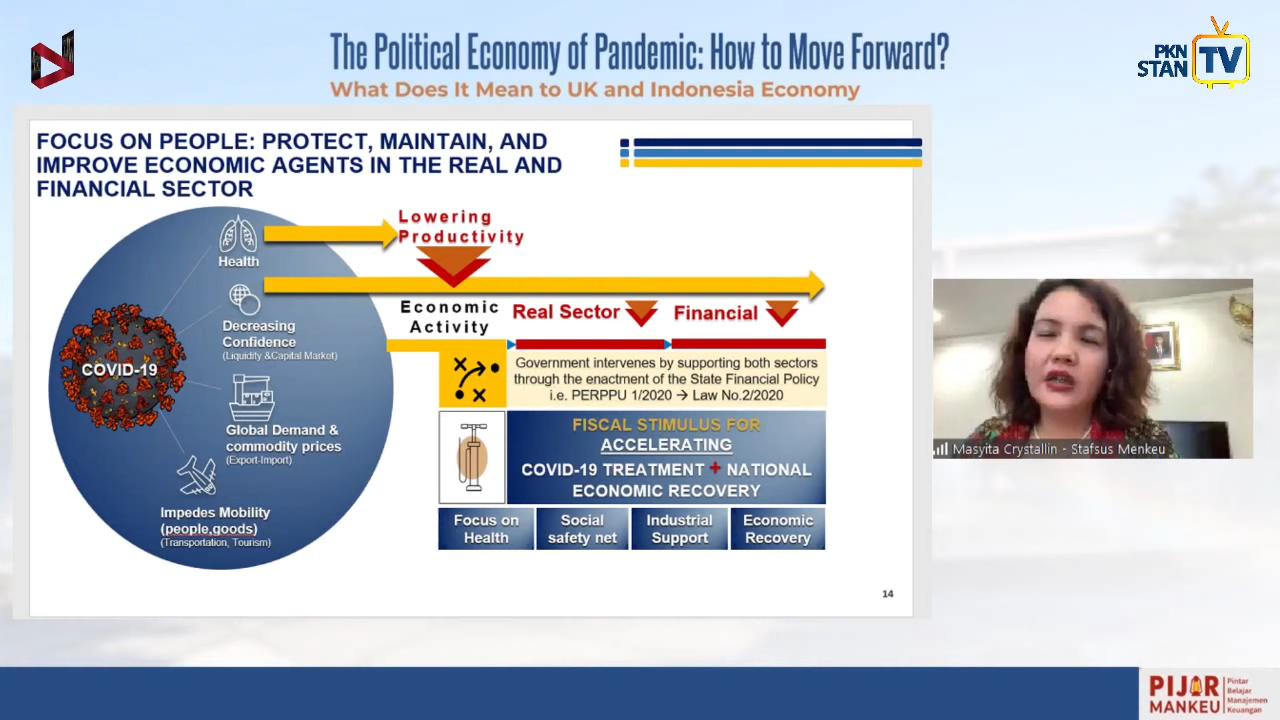 The Political Economy of Pandemic: How to Move Forward?
What Does It Mean to UK and Indonesia Economy
PKN
STAN
TV
FOCUS ON PEOPLE: PROTECT, MAINTAIN, AND
IMPROVE ECONOMIC AGENTS IN THE REAL AND
FINANCIAL SECTOR
Health
Lowering
Productivity
Decreasing
Confidence
(Liquidity &Capital Market)
COVID-19
Global Demand &
commodity prices
(Export-Import)
Impedes Mobility
(people,goods)
(Transportation, Tourism)
Economic
Activity
Real Sector
Financial
Government intervenes by supporting both sectors
through the enactment of the State Financial Policy
i.e. PERPPU 1/2020 → Law No.2/2020
FISCAL STIMULUS FOR
ACCELERATING
COVID-19 TREATMENT + NATIONAL
ECONOMIC RECOVERY
Focus on
Health
Social
safety net
Industrial
Support
Economic
Recovery
14
Masyita Crystallin - Stafsus Menkeu
PIJAR
MANKEU
Pintar
Belajar
Manajemen
Keuangan